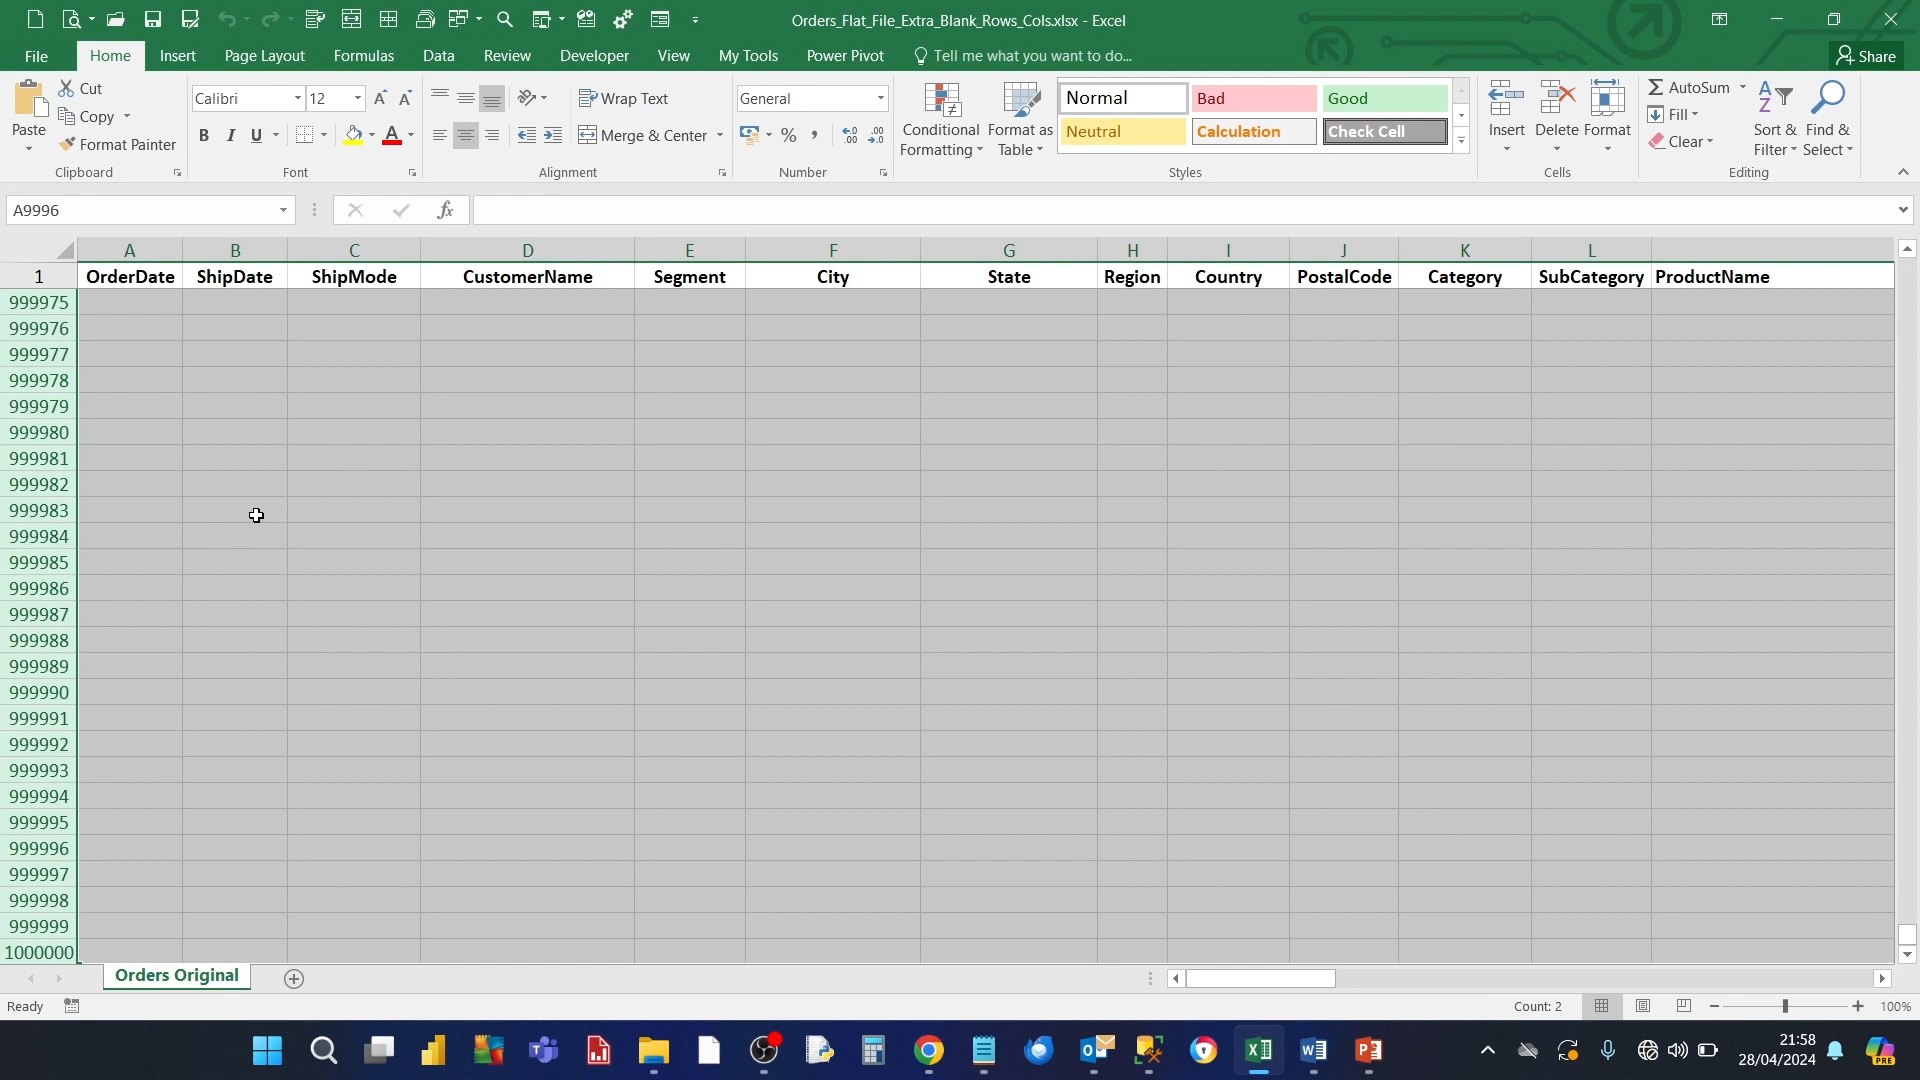 Orders_Flat_File_Extra_Blank_Rows_Cols.xlsx - Excel
File Home Insert Page Layout Formulas Data Review Developer View My Tools Power Pivot Tell me what you want to do... Share
Paste
Cut
Copy
Format Painter
Clipboard
Calibri 12
B I U A
Font
Wrap Text
Merge & Center
Alignment
General
%
Number
Conditional Formatting
Format as Table
Normal Bad Good
Neutral Calculation Check Cell
Styles
Insert Delete Format
Cells
AutoSum
Fill
Clear
Sort & Filter
Find & Select
Editing
A9996 fx
A B C D E F G H I J K L
1 OrderDate ShipDate ShipMode CustomerName Segment City State Region Country PostalCode Category SubCategory ProductName
999975
999976
999977
999978
999979
999980
999981
999982
999983
999984
999985
999986
999987
999988
999989
999990
999991
999992
999993
999994
999995
999996
999997
999998
999999
1000000
Orders Original
Ready Count: 2 100%
21:58
28/04/2024
PRE